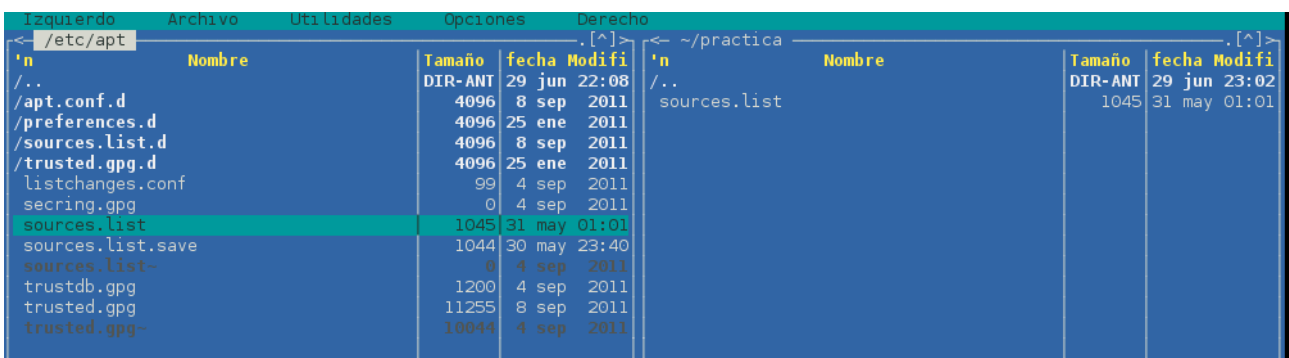 Izquierdo Archivo Utilidades Opciones Derecho
<─ /etc/apt ─.[^]> <─ ~/practica ─.[^]>
'n Nombre Tamaño fecha Modifi 'n Nombre Tamaño fecha Modifi
/.. DIR-ANT 29 jun 22:08 /.. DIR-ANT 29 jun 23:02
/apt.conf.d 4096 8 sep 2011 sources.list 1045 31 may 01:01
/preferences.d 4096 25 ene 2011
/sources.list.d 4096 8 sep 2011
/trusted.gpg.d 4096 25 ene 2011
listchanges.conf 99 4 sep 2011
secring.gpg 0 4 sep 2011
sources.list 1045 31 may 01:01
sources.list.save 1044 30 may 23:40
sources.list~ 0 4 sep 2011
trustdb.gpg 1200 4 sep 2011
trusted.gpg 11255 8 sep 2011
trusted.gpg~ 10044 4 sep 2011